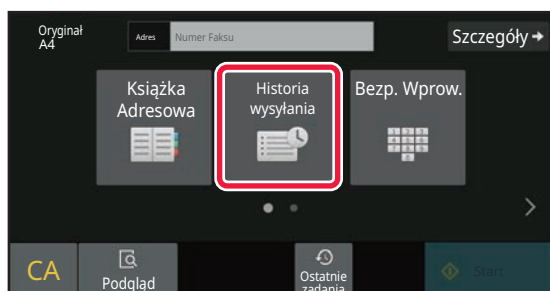 Oryginał
A4
Adres
Numer Faksu
Szczegóły
Książka
Adresowa
Historia
wysyłania
Bezp. Wprow.
CA
Podgląd
Ostatnie
zadania
Start